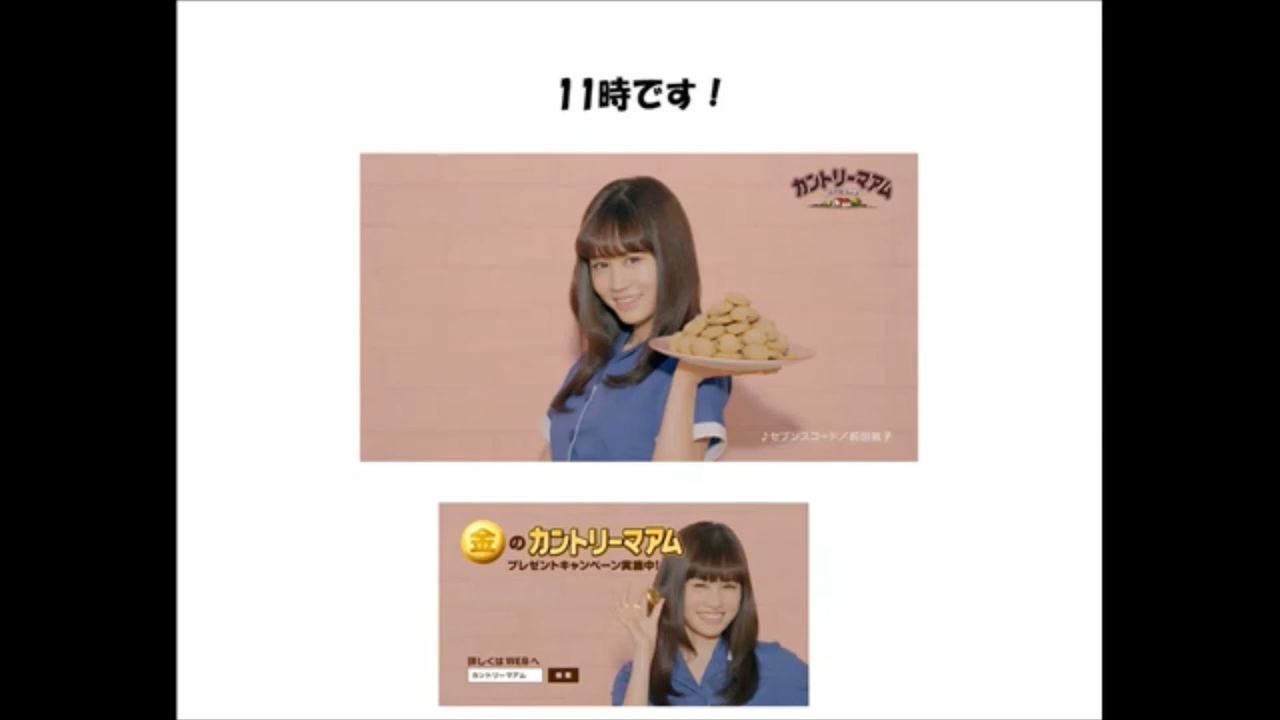 11時です!
カントリーマアム
♪セブンスコード/前田敦子
金のカントリーマアム
プレゼントキャンペーン実施中!
詳しくは WEB へ
カントリーマアム 検索